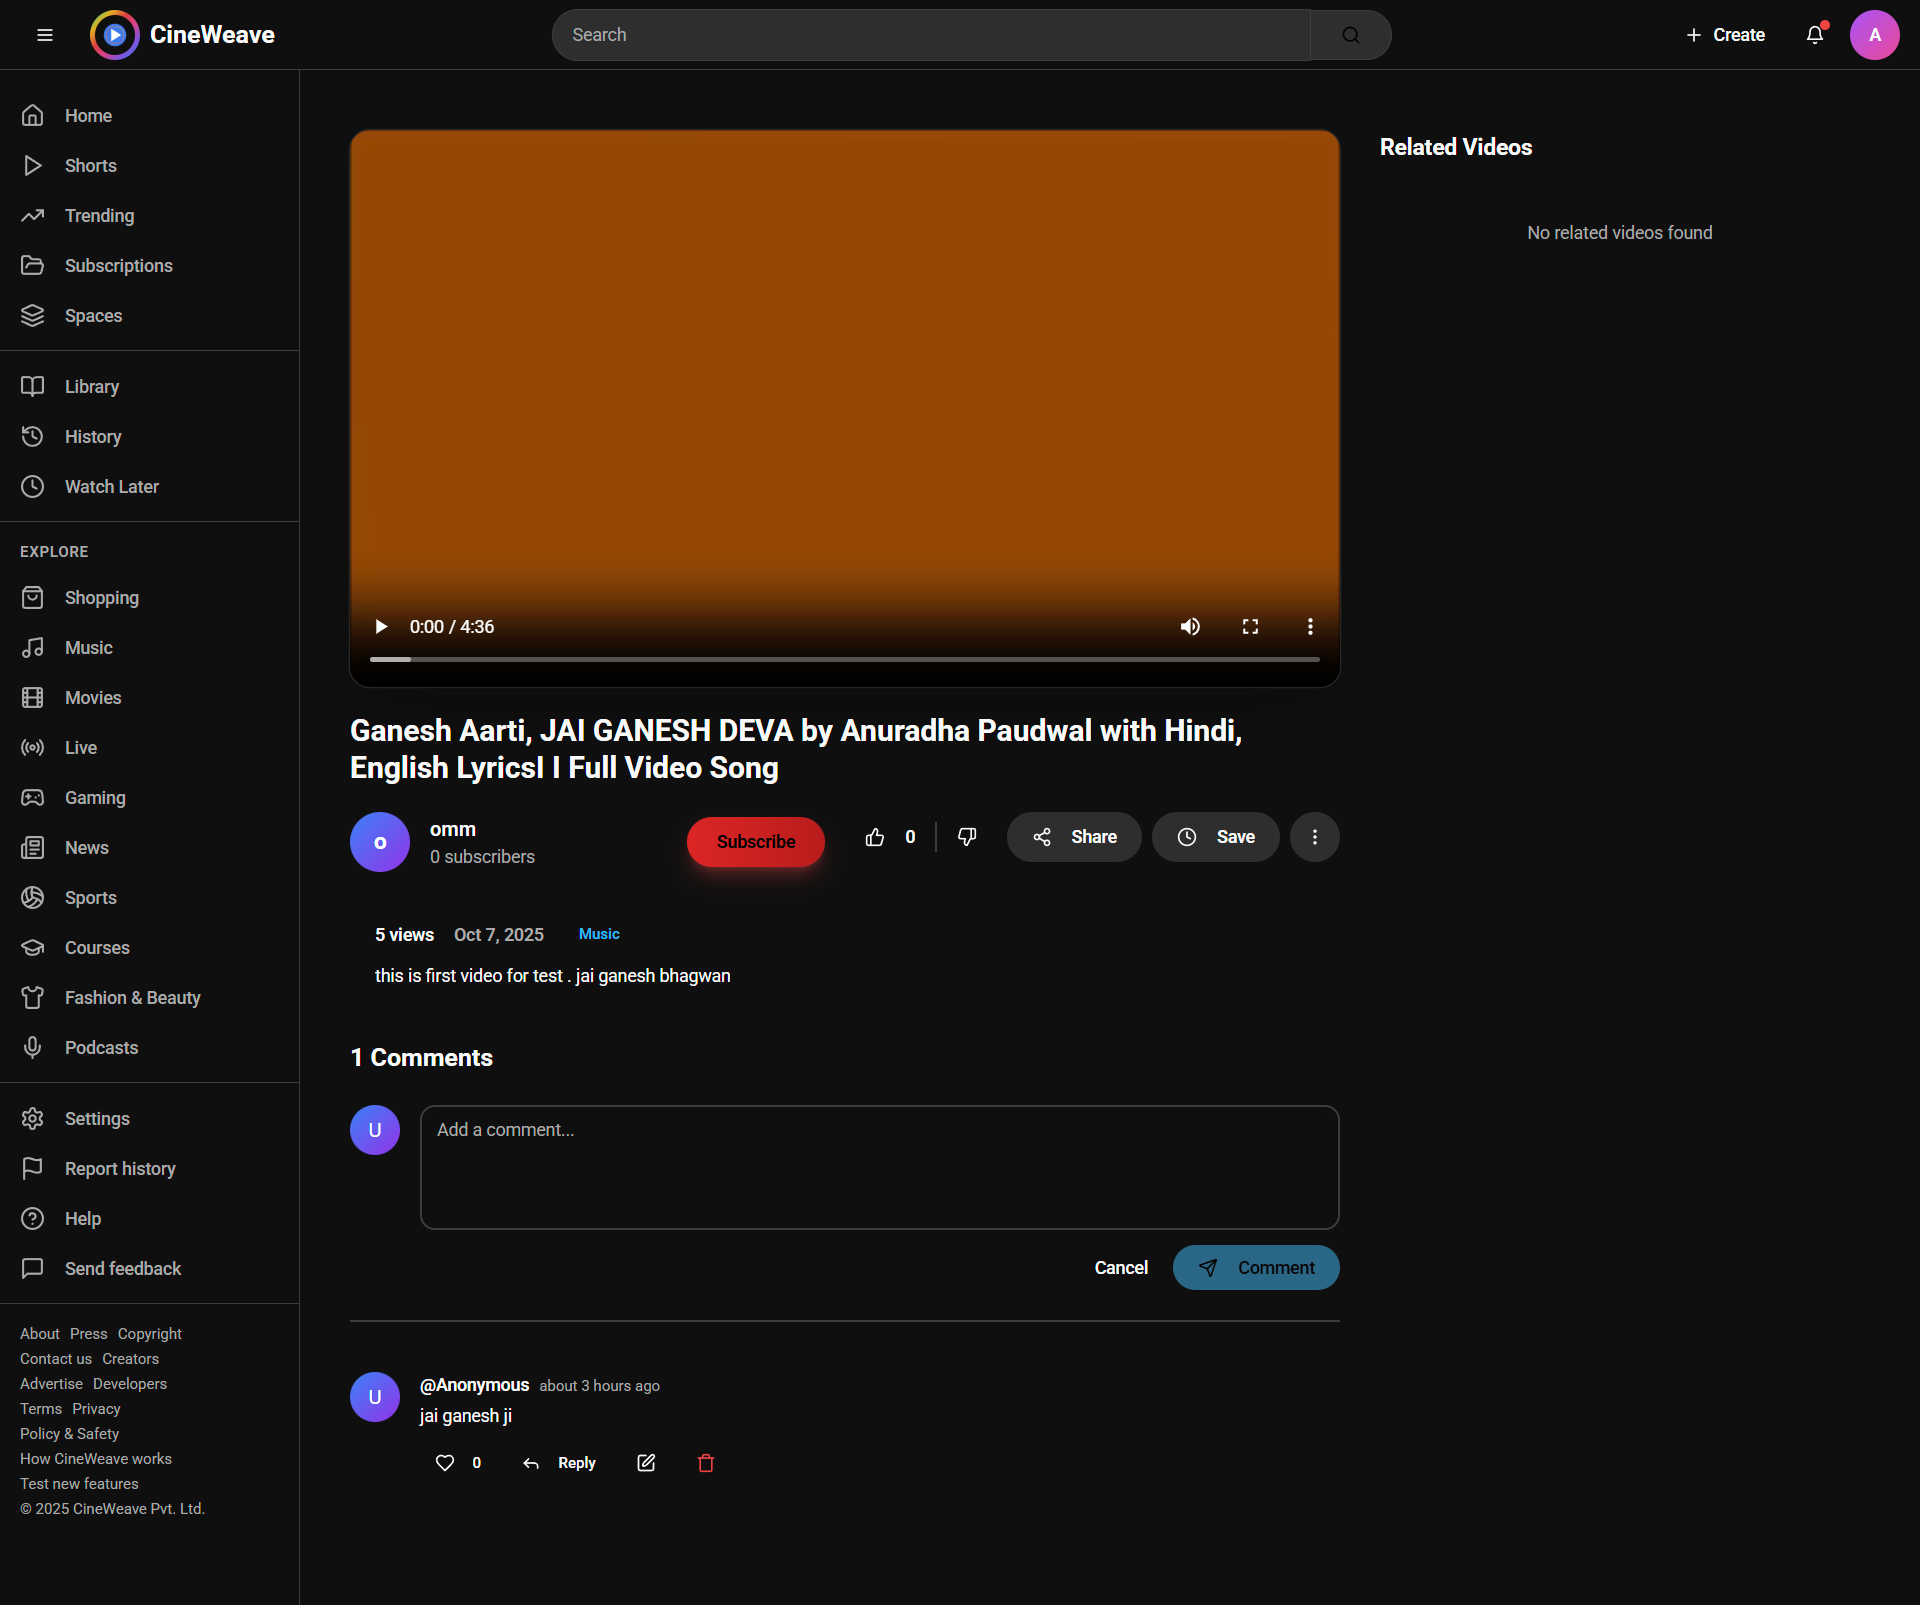 CineWeave
Search
Create
A
Home
Shorts
Trending
Subscriptions
Spaces
Library
History
Watch Later
EXPLORE
Shopping
Music
Movies
Live
Gaming
News
Sports
Courses
Fashion & Beauty
Podcasts
Settings
Report history
Help
Send feedback
About Press Copyright
Contact us Creators
Advertise Developers
Terms Privacy
Policy & Safety
How CineWeave works
Test new features
© 2025 CineWeave Pvt. Ltd.
0:00 / 4:36
Ganesh Aarti, JAI GANESH DEVA by Anuradha Paudwal with Hindi,
English LyricsI I Full Video Song
o
omm
0 subscribers
Subscribe
0
Share
Save
5 views Oct 7, 2025 Music
this is first video for test . jai ganesh bhagwan
1 Comments
U
Add a comment...
Cancel
Comment
U
@Anonymous about 3 hours ago
jai ganesh ji
0
Reply
Related Videos
No related videos found